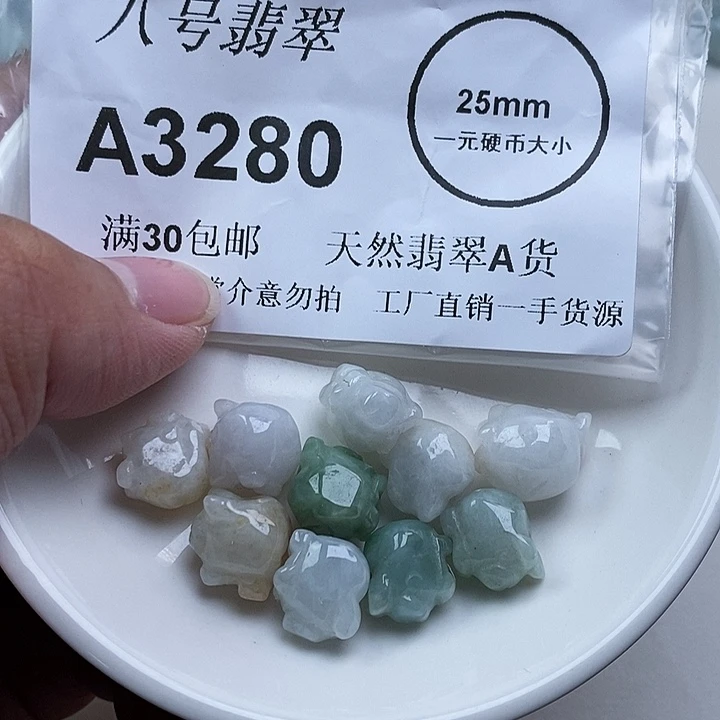 八号翡翠
A3280
25mm
一元硬币大小
满30包邮 天然翡翠A货
介意勿拍 工厂直销一手货源